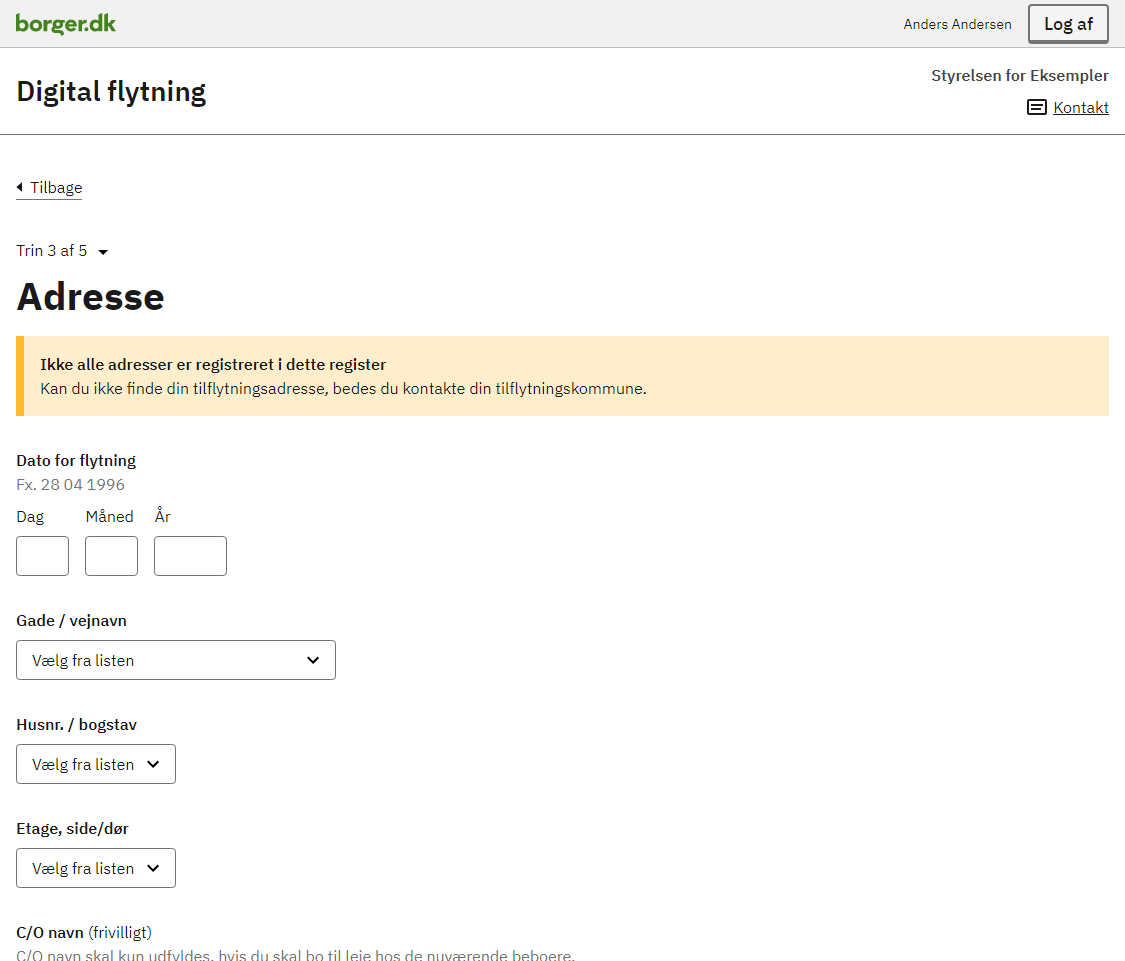 borger.dk
Anders Andersen
Log af
Digital flytning
Styrelsen for Eksempler
Kontakt
Tilbage
Trin 3 af 5
Adresse
Ikke alle adresser er registreret i dette register
Kan du ikke finde din tilflytningsadresse, bedes du kontakte din tilflytningskommune.
Dato for flytning
Fx. 28 04 1996
Dag Måned År
Gade / vejnavn
Vælg fra listen
Husnr. / bogstav
Vælg fra listen
Etage, side/dør
Vælg fra listen
C/O navn (frivilligt)
C/O navn skal kun udfyldes, hvis du skal bo til leje hos de nuværende beboere.